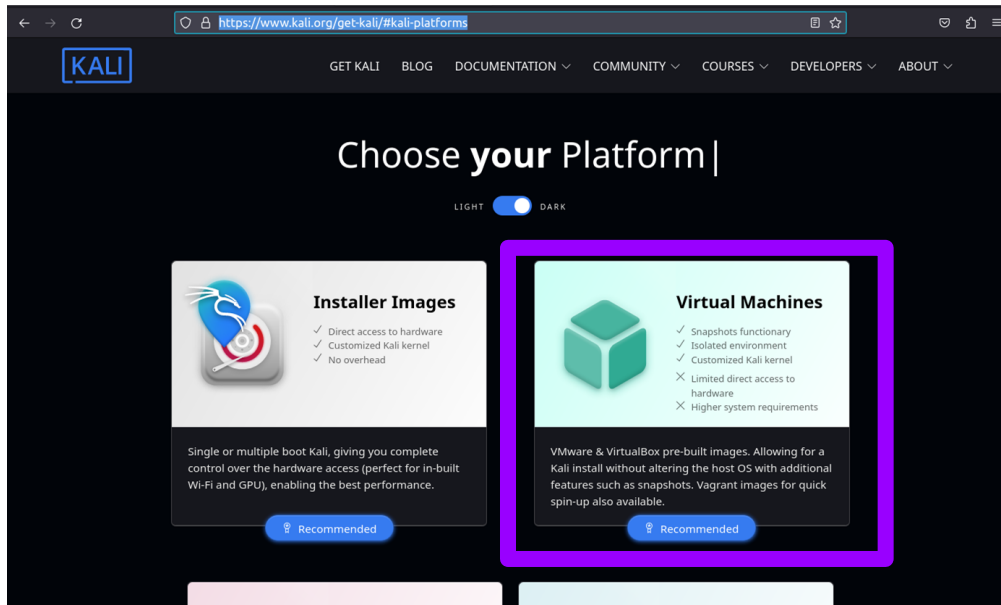 https://www.kali.org/get-kali/#kali-platforms
KALI
GET KALI BLOG DOCUMENTATION COMMUNITY COURSES DEVELOPERS ABOUT
Choose your Platform|
LIGHT DARK
Installer Images
Direct access to hardware
Customized Kali kernel
No overhead
Single or multiple boot Kali, giving you complete
control over the hardware access (perfect for in-built
Wi-Fi and GPU), enabling the best performance.
Recommended
Virtual Machines
Snapshots functionary
Isolated environment
Customized Kali kernel
Limited direct access to
hardware
Higher system requirements
VMware & VirtualBox pre-built images. Allowing for a
Kali install without altering the host OS with additional
features such as snapshots. Vagrant images for quick
spin-up also available.
Recommended